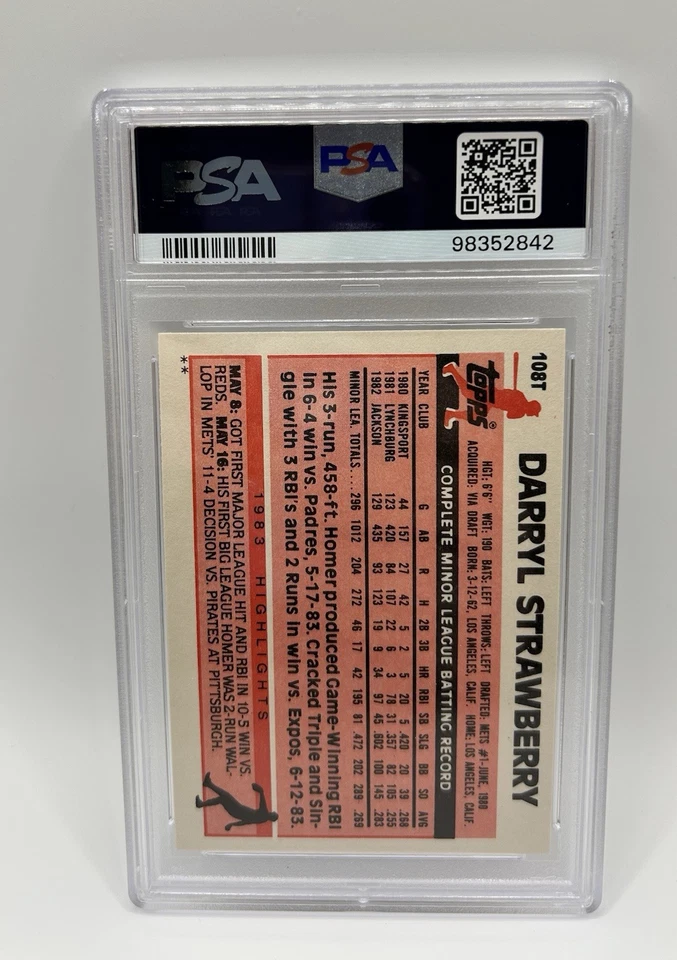 PSA
PSA
98352842
108T
DARRYL STRAWBERRY
topps®
HGT: 6'6" WGT: 190 BATS: LEFT THROWS: LEFT DRAFTED: METS #1-JUNE, 1980
ACQUIRED: VIA DRAFT BORN: 3-12-62, LOS ANGELES, CALIF. HOME: LOS ANGELES, CALIF.
COMPLETE MINOR LEAGUE BATTING RECORD
YEAR CLUB G AB R H 2B 3B HR RBI SB SLG BB SO AVG
1980 KINGSPORT 44 157 27 42 5 2 5 20 5 .420 20 39 .268
1981 LYNCHBURG 123 420 84 107 22 6 13 78 31 .357 82 105 .255
1982 JACKSON 129 435 93 123 19 9 34 97 45 .602 100 145 .283
MINOR LEA. TOTALS.... 296 1012 204 272 46 17 42 195 81 .472 202 289 .269
His 3-run, 458-ft. Homer produced Game-Winning RBI
in 6-4 win vs. Padres, 5-17-83. Cracked Triple and Sin-
gle with 3 RBI's and 2 Runs in win vs. Expos, 6-12-83.
1983 HIGHLIGHTS
MAY 8: GOT FIRST MAJOR LEAGUE HIT AND RBI IN 10-5 WIN VS.
REDS. MAY 16: HIS FIRST BIG LEAGUE HOMER WAS 2-RUN WAL-
LOP IN METS' 11-4 DECISION VS. PIRATES AT PITTSBURGH.
**